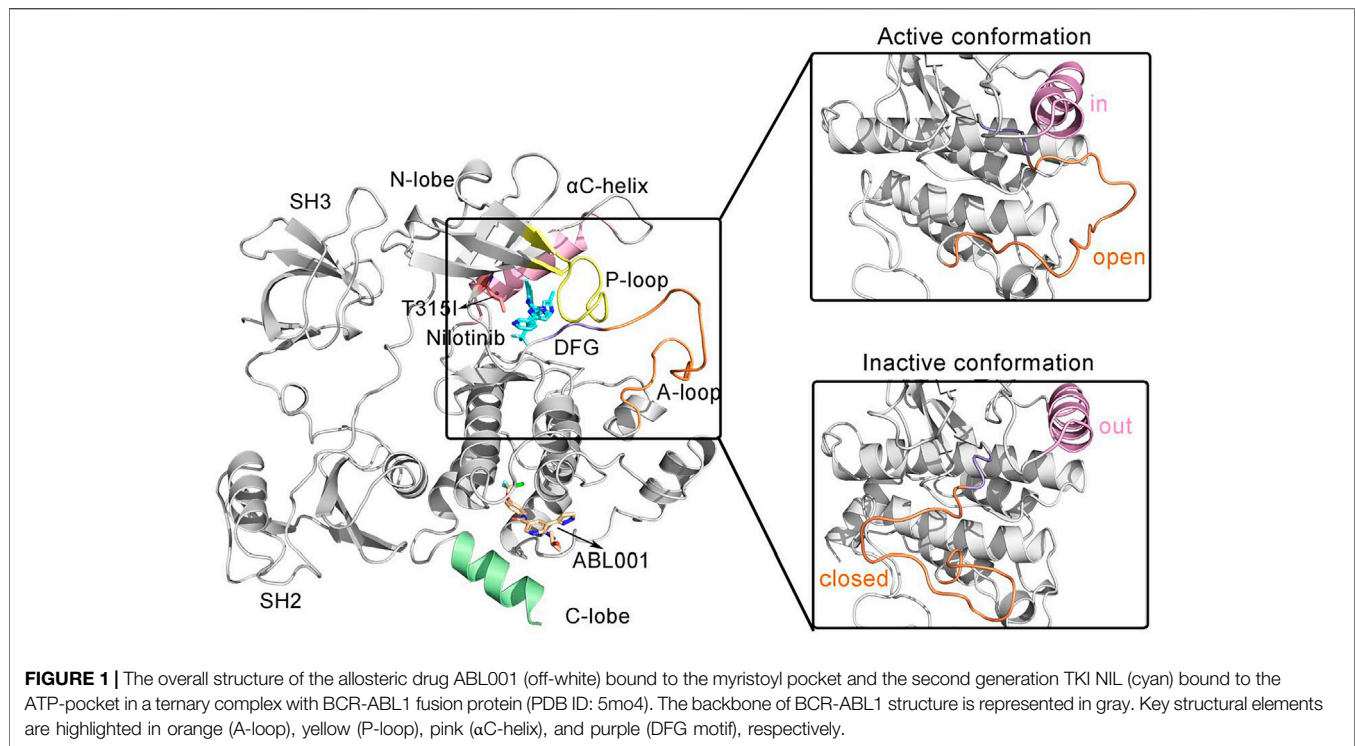 Active conformation
in
open
N-lobe
αC-helix
SH3
P-loop
T315I
Nilotinib
DFG
A-loop
Inactive conformation
out
closed
ABL001
SH2
C-lobe
FIGURE 1 | The overall structure of the allosteric drug ABL001 (off-white) bound to the myristoyl pocket and the second generation TKI NIL (cyan) bound to the
ATP-pocket in a ternary complex with BCR-ABL1 fusion protein (PDB ID: 5mo4). The backbone of BCR-ABL1 structure is represented in gray. Key structural elements
are highlighted in orange (A-loop), yellow (P-loop), pink (αC-helix), and purple (DFG motif), respectively.